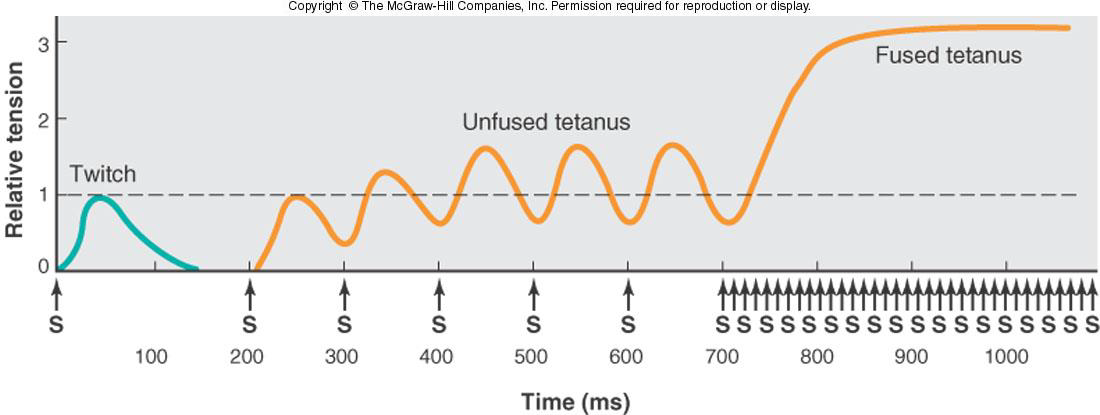 Copyright © The McGraw-Hill Companies, Inc. Permission required for reproduction or display.
Relative tension
3
2
1
0
Twitch
Unfused tetanus
Fused tetanus
S S S S S S S S S S S S S S S S S S S S S S S S
100 200 300 400 500 600 700 800 900 1000
Time (ms)